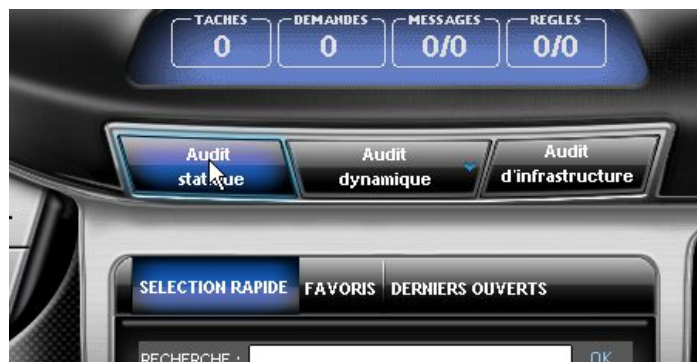 TACHES DEMANDES MESSAGES REGLES
0 0 0/0 0/0
Audit Audit Audit
statique dynamique d'infrastructure
SELECTION RAPIDE FAVORIS DERNIERS OUVERTS
RECHERCHE : OK